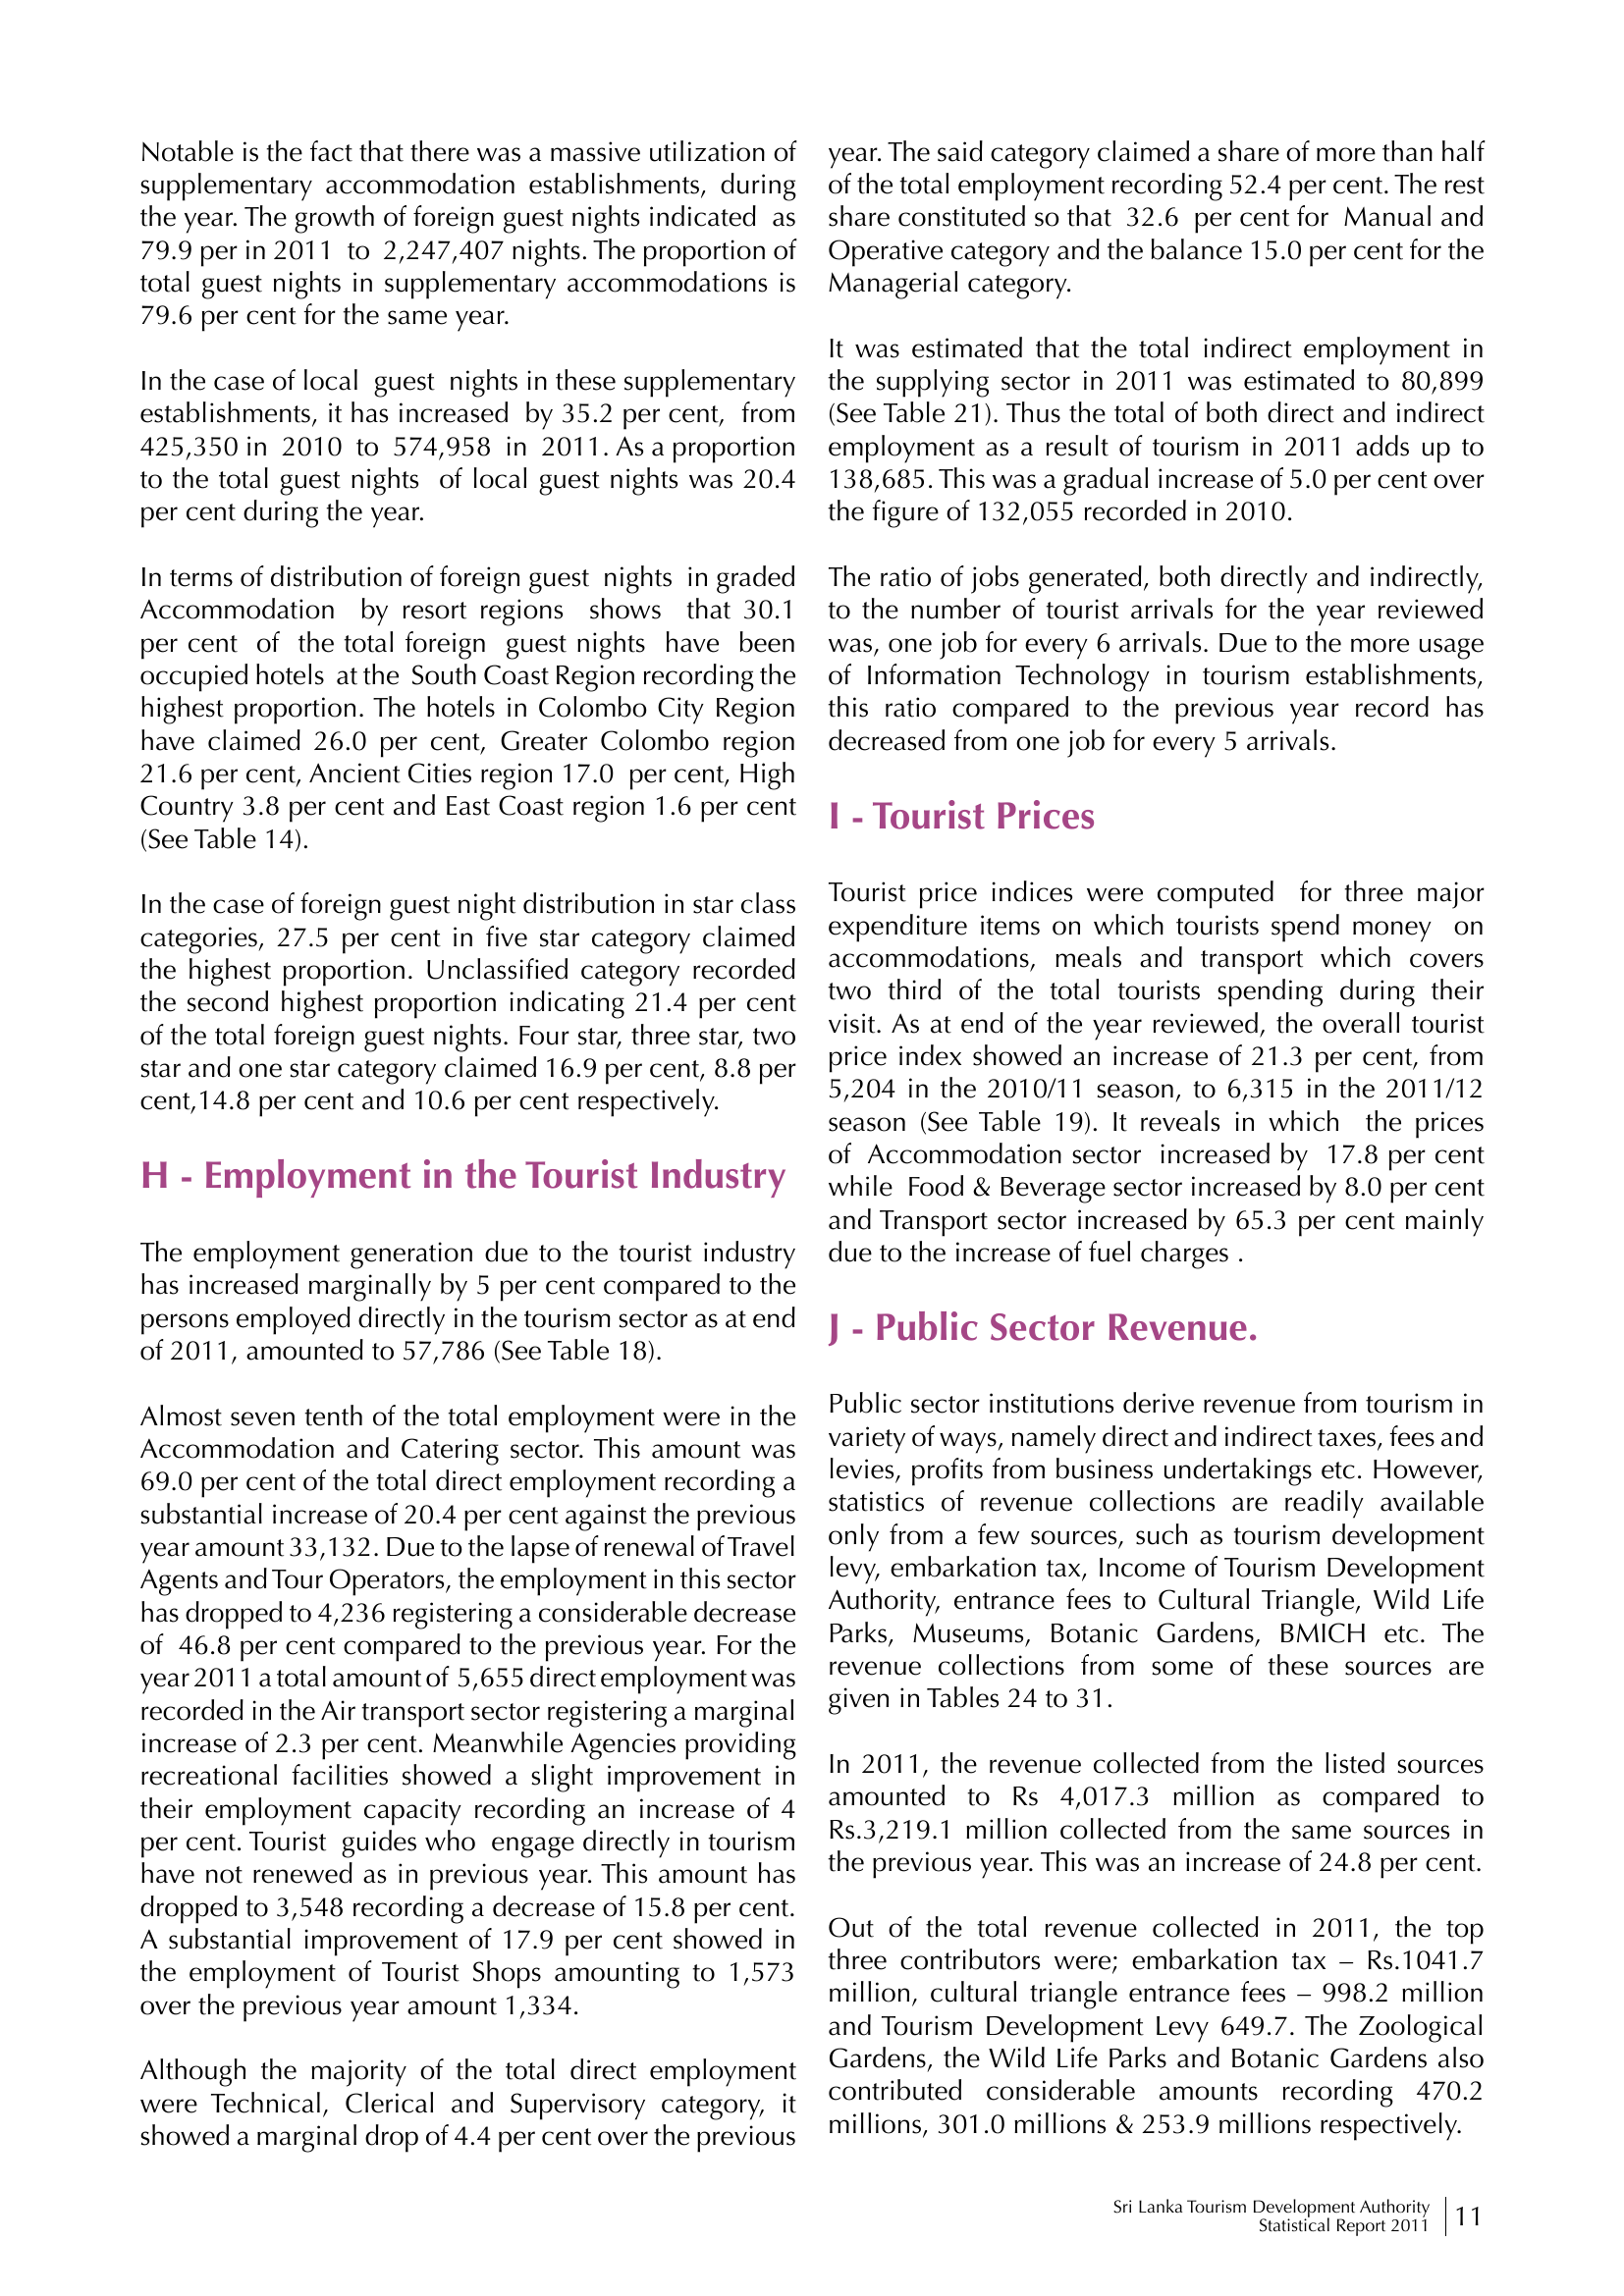 Notable is the fact that there was a massive utilization of
supplementary accommodation establishments, during
the year. The growth of foreign guest nights indicated as
79.9 per in 2011 to 2,247,407 nights. The proportion of
total guest nights in supplementary accommodations is
79.6 per cent for the same year.
In the case of local guest nights in these supplementary
establishments, it has increased by 35.2 per cent, from
425,350 in 2010 to 574,958 in 2011. As a proportion
to the total guest nights of local guest nights was 20.4
per cent during the year.
In terms of distribution of foreign guest nights in graded
Accommodation by resort regions shows that 30.1
per cent of the total foreign guest nights have been
occupied hotels at the South Coast Region recording the
highest proportion. The hotels in Colombo City Region
have claimed 26.0 per cent, Greater Colombo region
21.6 per cent, Ancient Cities region 17.0 per cent, High
Country 3.8 per cent and East Coast region 1.6 per cent
(See Table 14).
In the case of foreign guest night distribution in star class
categories, 27.5 per cent in five star category claimed
the highest proportion. Unclassified category recorded
the second highest proportion indicating 21.4 per cent
of the total foreign guest nights. Four star, three star, two
star and one star category claimed 16.9 per cent, 8.8 per
cent,14.8 per cent and 10.6 per cent respectively.
H - Employment in the Tourist Industry
The employment generation due to the tourist industry
has increased marginally by 5 per cent compared to the
persons employed directly in the tourism sector as at end
of 2011, amounted to 57,786 (See Table 18).
Almost seven tenth of the total employment were in the
Accommodation and Catering sector. This amount was
69.0 per cent of the total direct employment recording a
substantial increase of 20.4 per cent against the previous
year amount 33,132. Due to the lapse of renewal of Travel
Agents and Tour Operators, the employment in this sector
has dropped to 4,236 registering a considerable decrease
of 46.8 per cent compared to the previous year. For the
year 2011 a total amount of 5,655 direct employment was
recorded in the Air transport sector registering a marginal
increase of 2.3 per cent. Meanwhile Agencies providing
recreational facilities showed a slight improvement in
their employment capacity recording an increase of 4
per cent. Tourist guides who engage directly in tourism
have not renewed as in previous year. This amount has
dropped to 3,548 recording a decrease of 15.8 per cent.
A substantial improvement of 17.9 per cent showed in
the employment of Tourist Shops amounting to 1,573
over the previous year amount 1,334.
Although the majority of the total direct employment
were Technical, Clerical and Supervisory category, it
showed a marginal drop of 4.4 per cent over the previous
year. The said category claimed a share of more than half
of the total employment recording 52.4 per cent. The rest
share constituted so that 32.6 per cent for Manual and
Operative category and the balance 15.0 per cent for the
Managerial category.
It was estimated that the total indirect employment in
the supplying sector in 2011 was estimated to 80,899
(See Table 21). Thus the total of both direct and indirect
employment as a result of tourism in 2011 adds up to
138,685. This was a gradual increase of 5.0 per cent over
the figure of 132,055 recorded in 2010.
The ratio of jobs generated, both directly and indirectly,
to the number of tourist arrivals for the year reviewed
was, one job for every 6 arrivals. Due to the more usage
of Information Technology in tourism establishments,
this ratio compared to the previous year record has
decreased from one job for every 5 arrivals.
I - Tourist Prices
Tourist price indices were computed for three major
expenditure items on which tourists spend money on
accommodations, meals and transport which covers
two third of the total tourists spending during their
visit. As at end of the year reviewed, the overall tourist
price index showed an increase of 21.3 per cent, from
5,204 in the 2010/11 season, to 6,315 in the 2011/12
season (See Table 19). It reveals in which the prices
of Accommodation sector increased by 17.8 per cent
while Food & Beverage sector increased by 8.0 per cent
and Transport sector increased by 65.3 per cent mainly
due to the increase of fuel charges .
J - Public Sector Revenue.
Public sector institutions derive revenue from tourism in
variety of ways, namely direct and indirect taxes, fees and
levies, profits from business undertakings etc. However,
statistics of revenue collections are readily available
only from a few sources, such as tourism development
levy, embarkation tax, Income of Tourism Development
Authority, entrance fees to Cultural Triangle, Wild Life
Parks, Museums, Botanic Gardens, BMICH etc. The
revenue collections from some of these sources are
given in Tables 24 to 31.
In 2011, the revenue collected from the listed sources
amounted to Rs 4,017.3 million as compared to
Rs.3,219.1 million collected from the same sources in
the previous year. This was an increase of 24.8 per cent.
Out of the total revenue collected in 2011, the top
three contributors were; embarkation tax – Rs.1041.7
million, cultural triangle entrance fees – 998.2 million
and Tourism Development Levy 649.7. The Zoological
Gardens, the Wild Life Parks and Botanic Gardens also
contributed considerable amounts recording 470.2
millions, 301.0 millions & 253.9 millions respectively.
Sri Lanka Tourism Development Authority
Statistical Report 2011
11